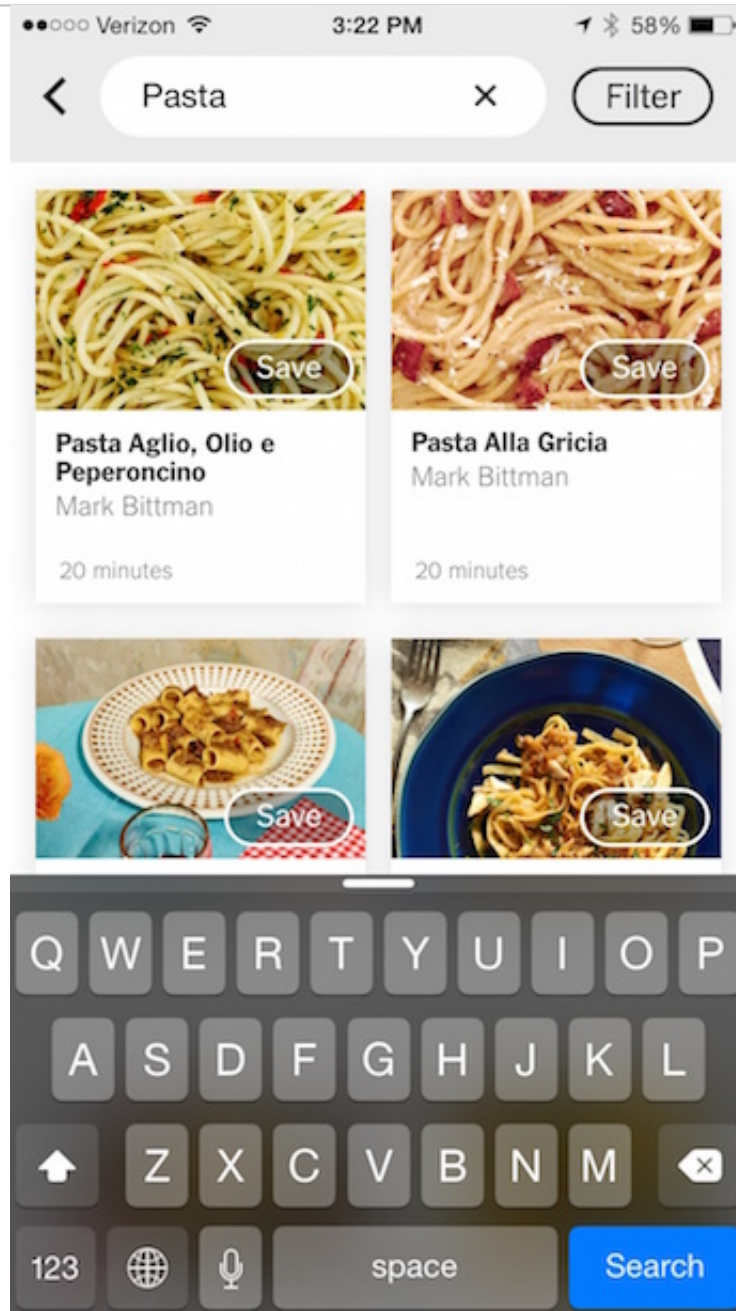 Verizon 3:22 PM 58%
Pasta × Filter
Save Save
Pasta Aglio, Olio e
Peperoncino
Mark Bittman
20 minutes
Pasta Alla Gricia
Mark Bittman
20 minutes
Save Save
Q W E R T Y U I O P
A S D F G H J K L
Z X C V B N M
123 space Search